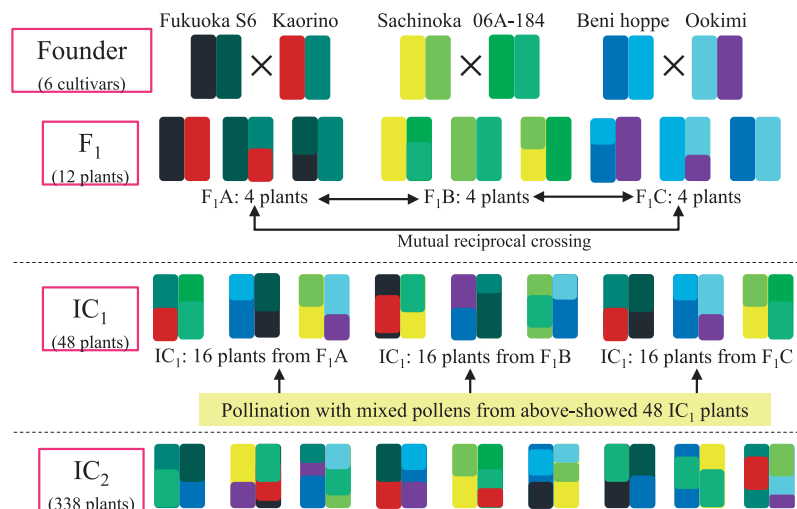 Fukuoka S6 Kaorino Sachinoka 06A-184 Beni hoppe Ookimi
Founder
(6 cultivars)
F₁
(12 plants)
F₁A: 4 plants F₁B: 4 plants F₁C: 4 plants
Mutual reciprocal crossing
IC₁
(48 plants)
IC₁: 16 plants from F₁A IC₁: 16 plants from F₁B IC₁: 16 plants from F₁C
Pollination with mixed pollens from above-showed 48 IC₁ plants
IC₂
(338 plants)